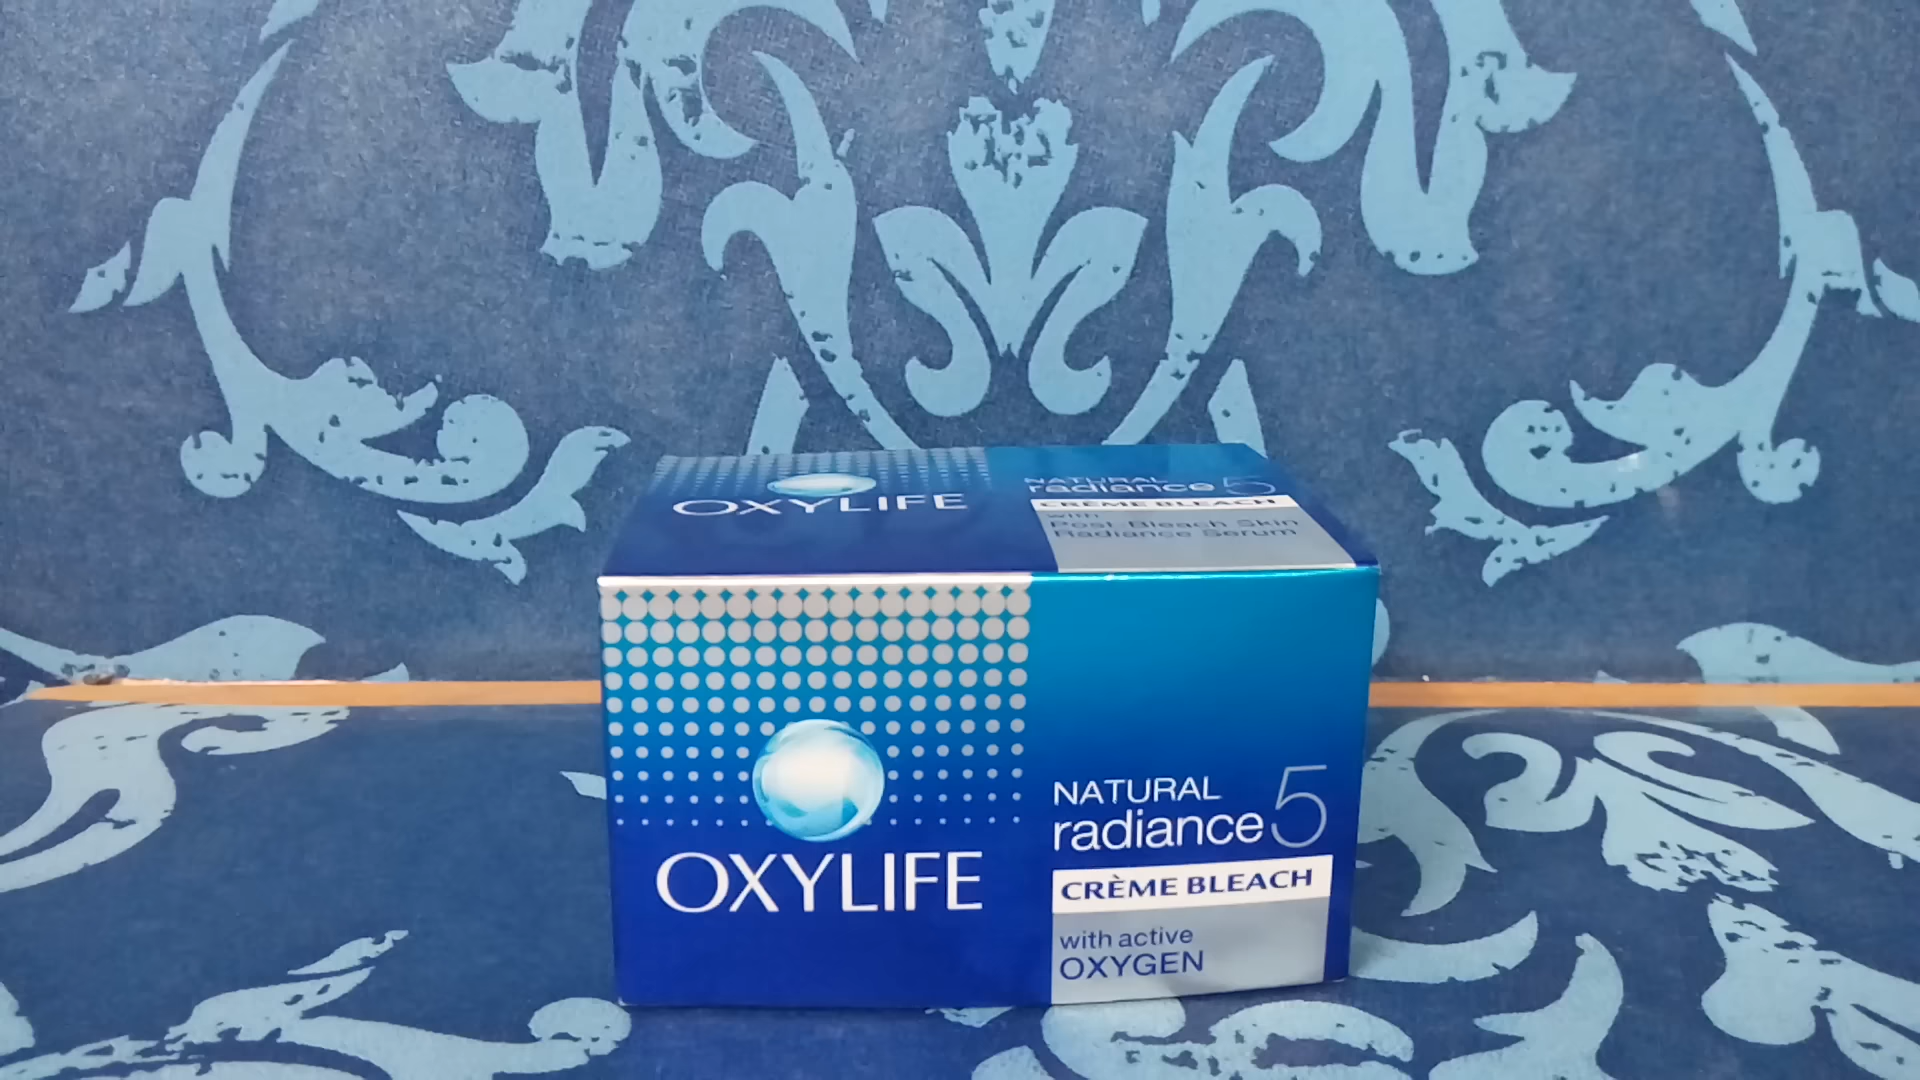 OXYLIFE
NATURAL
radiance 5
CRÈME BLEACH
with
Post Bleach Skin
Radiance Serum
OXYLIFE
NATURAL
radiance 5
CRÈME BLEACH
with active
OXYGEN